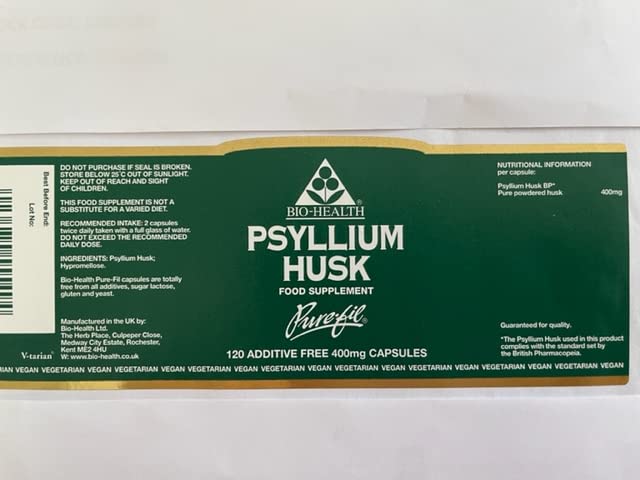 Best Before End:
Lot No:
V-tarian
DO NOT PURCHASE IF SEAL IS BROKEN.
STORE BELOW 25°C OUT OF SUNLIGHT.
KEEP OUT OF REACH AND SIGHT
OF CHILDREN.
THIS FOOD SUPPLEMENT IS NOT A
SUBSTITUTE FOR A VARIED DIET.
RECOMMENDED INTAKE: 2 capsules
twice daily taken with a full glass of water.
DO NOT EXCEED THE RECOMMENDED
DAILY DOSE.
INGREDIENTS: Psyllium Husk;
Hypromellose.
Bio-Health Pure-Fil capsules are totally
free from all additives, sugar lactose,
gluten and yeast.
Manufactured in the UK by:
Bio-Health Ltd.
The Herb Place, Culpeper Close,
Medway City Estate, Rochester,
Kent ME2 4HU
W: www.bio-health.co.uk
BIO-HEALTH®
PSYLLIUM
HUSK
FOOD SUPPLEMENT
Pure-fil®
120 ADDITIVE FREE 400mg CAPSULES
NUTRITIONAL INFORMATION
per capsule:
Psyllium Husk BP*
Pure powdered husk 400mg
Guaranteed for quality.
*The Psyllium Husk used in this product
complies with the standard set by
the British Pharmacopeia.
RIAN VEGAN VEGETARIAN VEGAN VEGETARIAN VEGAN VEGETARIAN VEGAN VEGETARIAN VEGAN VEGETARIAN VEGAN VEGETARIAN VEGAN VEGETARIAN VEGAN VEGETARIAN VEGAN VEGETARIAN VEGAN